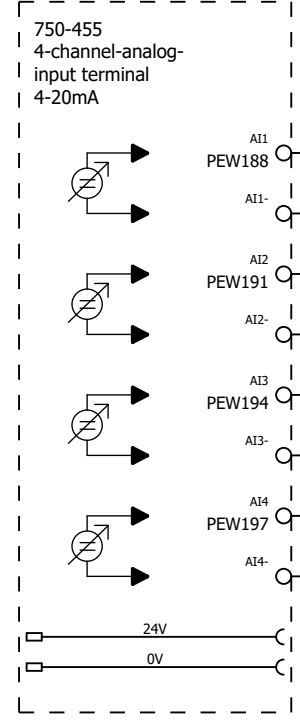 750-455
4-channel-analog-
input terminal
4-20mA
AI1
PEW188
AI1-
AI2
PEW191
AI2-
AI3
PEW194
AI3-
AI4
PEW197
AI4-
24V
0V